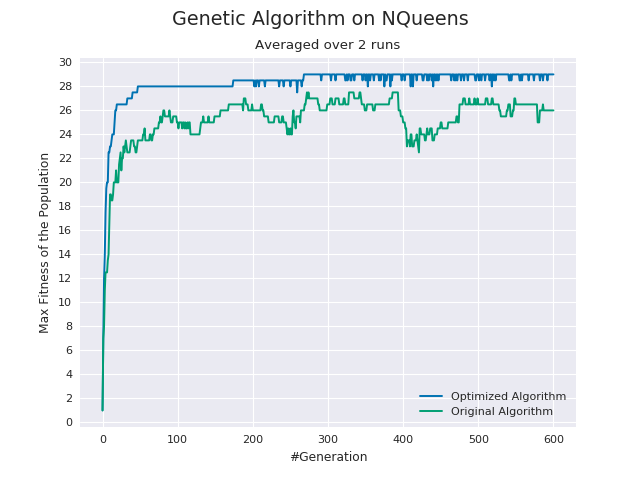 Genetic Algorithm on NQueens
Averaged over 2 runs
Max Fitness of the Population
30
28
26
24
22
20
18
16
14
12
10
8
6
4
2
0
0 100 200 300 400 500 600
#Generation
Optimized Algorithm
Original Algorithm